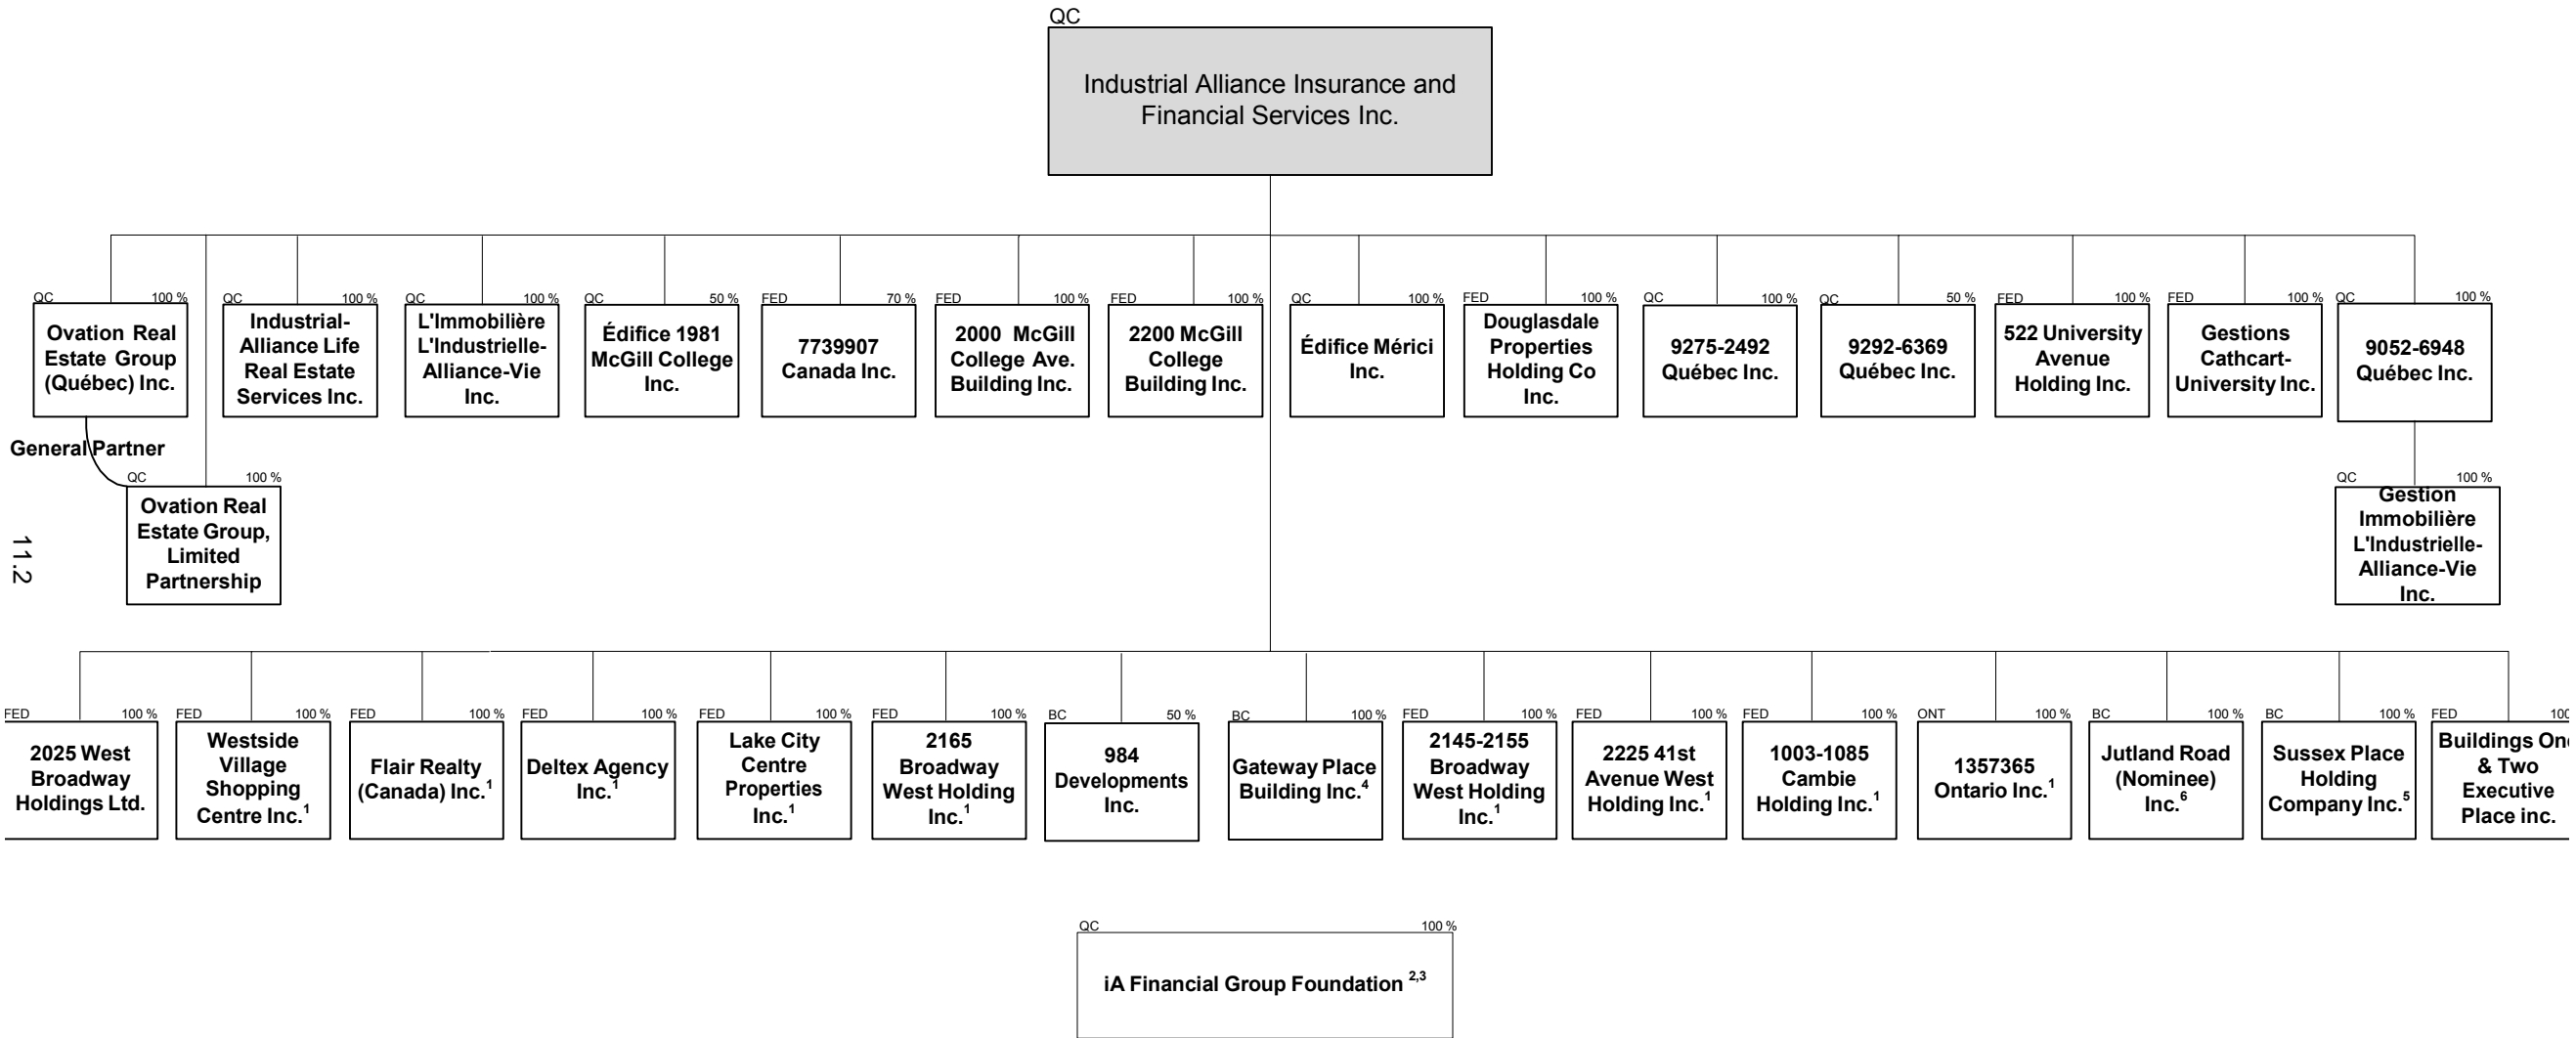 QC
Industrial Alliance Insurance and
Financial Services Inc.
QC 100 %
Ovation Real
Estate Group
(Québec) Inc.
QC 100 %
Industrial-
Alliance Life
Real Estate
Services Inc.
QC 100 %
L'Immobilière
L'Industrielle-
Alliance-Vie
Inc.
QC 50 %
Édifice 1981
McGill College
Inc.
FED 70 %
7739907
Canada Inc.
FED 100 %
2000 McGill
College Ave.
Building Inc.
FED 100 %
2200 McGill
College
Building Inc.
QC 100 %
Édifice Mérici
Inc.
FED 100 %
Douglasdale
Properties
Holding Co
Inc.
QC 100 %
9275-2492
Québec Inc.
QC 50 %
9292-6369
Québec Inc.
FED 100 %
522 University
Avenue
Holding Inc.
FED 100 %
Gestions
Cathcart-
University Inc.
QC 100 %
9052-6948
Québec Inc.
General Partner
QC 100 %
Ovation Real
Estate Group,
Limited
Partnership
QC 100 %
Gestion
Immobilière
L'Industrielle-
Alliance-Vie
Inc.
11.2
FED 100 %
2025 West
Broadway
Holdings Ltd.
FED 100 %
Westside
Village
Shopping
Centre Inc.1
FED 100 %
Flair Realty
(Canada) Inc.1
FED 100 %
Deltex Agency
Inc.1
FED 100 %
Lake City
Centre
Properties
Inc.1
FED 100 %
2165
Broadway
West Holding
Inc.1
BC 50 %
984
Developments
Inc.
BC 100 %
Gateway Place
Building Inc.4
FED 100 %
2145-2155
Broadway
West Holding
Inc.1
FED 100 %
2225 41st
Avenue West
Holding Inc.1
FED 100 %
1003-1085
Cambie
Holding Inc.1
ONT 100 %
1357365
Ontario Inc.1
BC 100 %
Jutland Road
(Nominee)
Inc.6
BC 100 %
Sussex Place
Holding
Company Inc.5
FED 100
Buildings One
& Two
Executive
Place inc.
QC 100 %
iA Financial Group Foundation 2,3